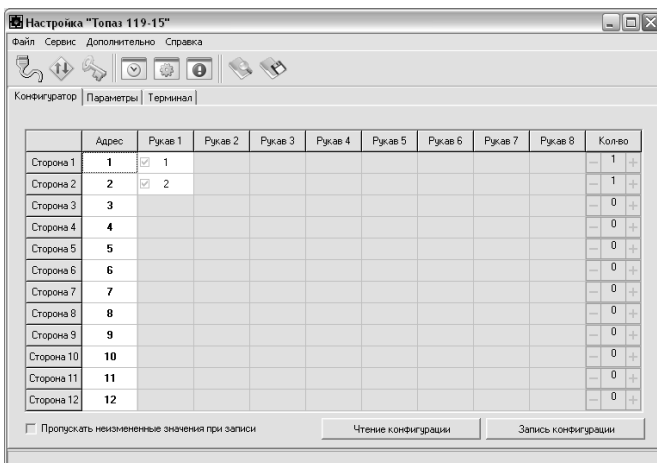 Настройка "Топаз 119-15"
Файл Сервис Дополнительно Справка
Конфигуратор Параметры Терминал
Адрес Рукав 1 Рукав 2 Рукав 3 Рукав 4 Рукав 5 Рукав 6 Рукав 7 Рукав 8 Кол-во
Сторона 1 1 1 1
Сторона 2 2 2 1
Сторона 3 3 0
Сторона 4 4 0
Сторона 5 5 0
Сторона 6 6 0
Сторона 7 7 0
Сторона 8 8 0
Сторона 9 9 0
Сторона 10 10 0
Сторона 11 11 0
Сторона 12 12 0
Пропускать неизмененные значения при записи Чтение конфигурации Запись конфигурации